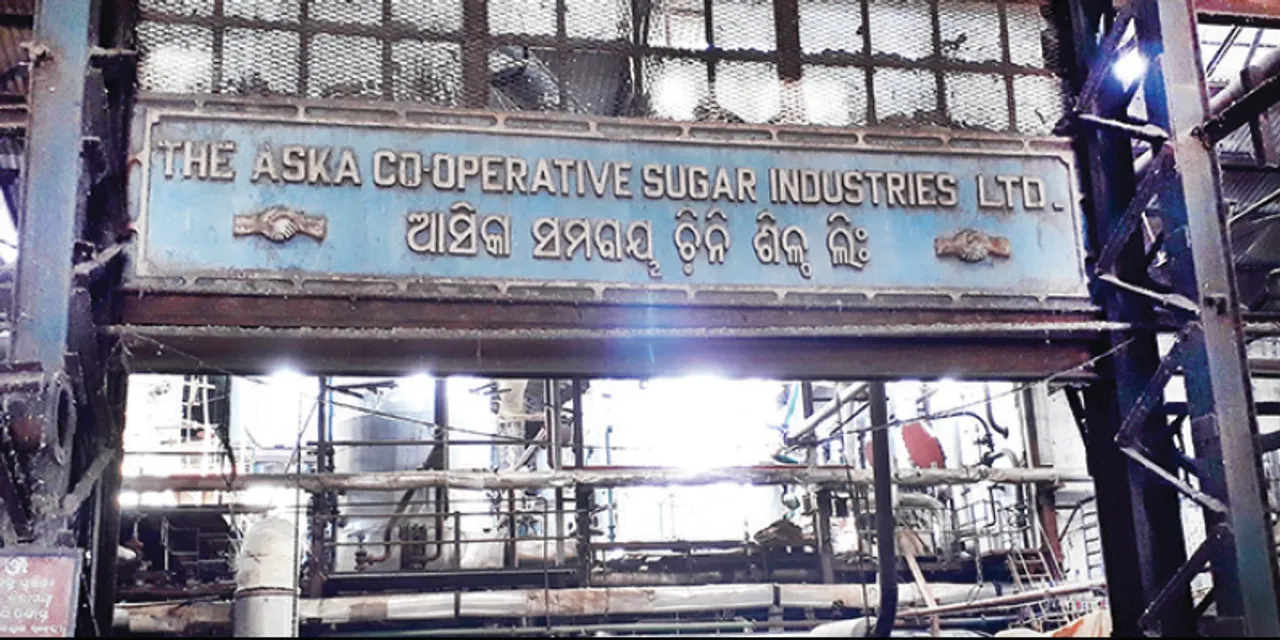 THE ASKA CO-OPERATIVE SUGAR INDUSTRIES LTD.
ଆସିକା ସମବାୟ ଚିନି ଶିଳ୍ପ ଲିଃ
ॐ